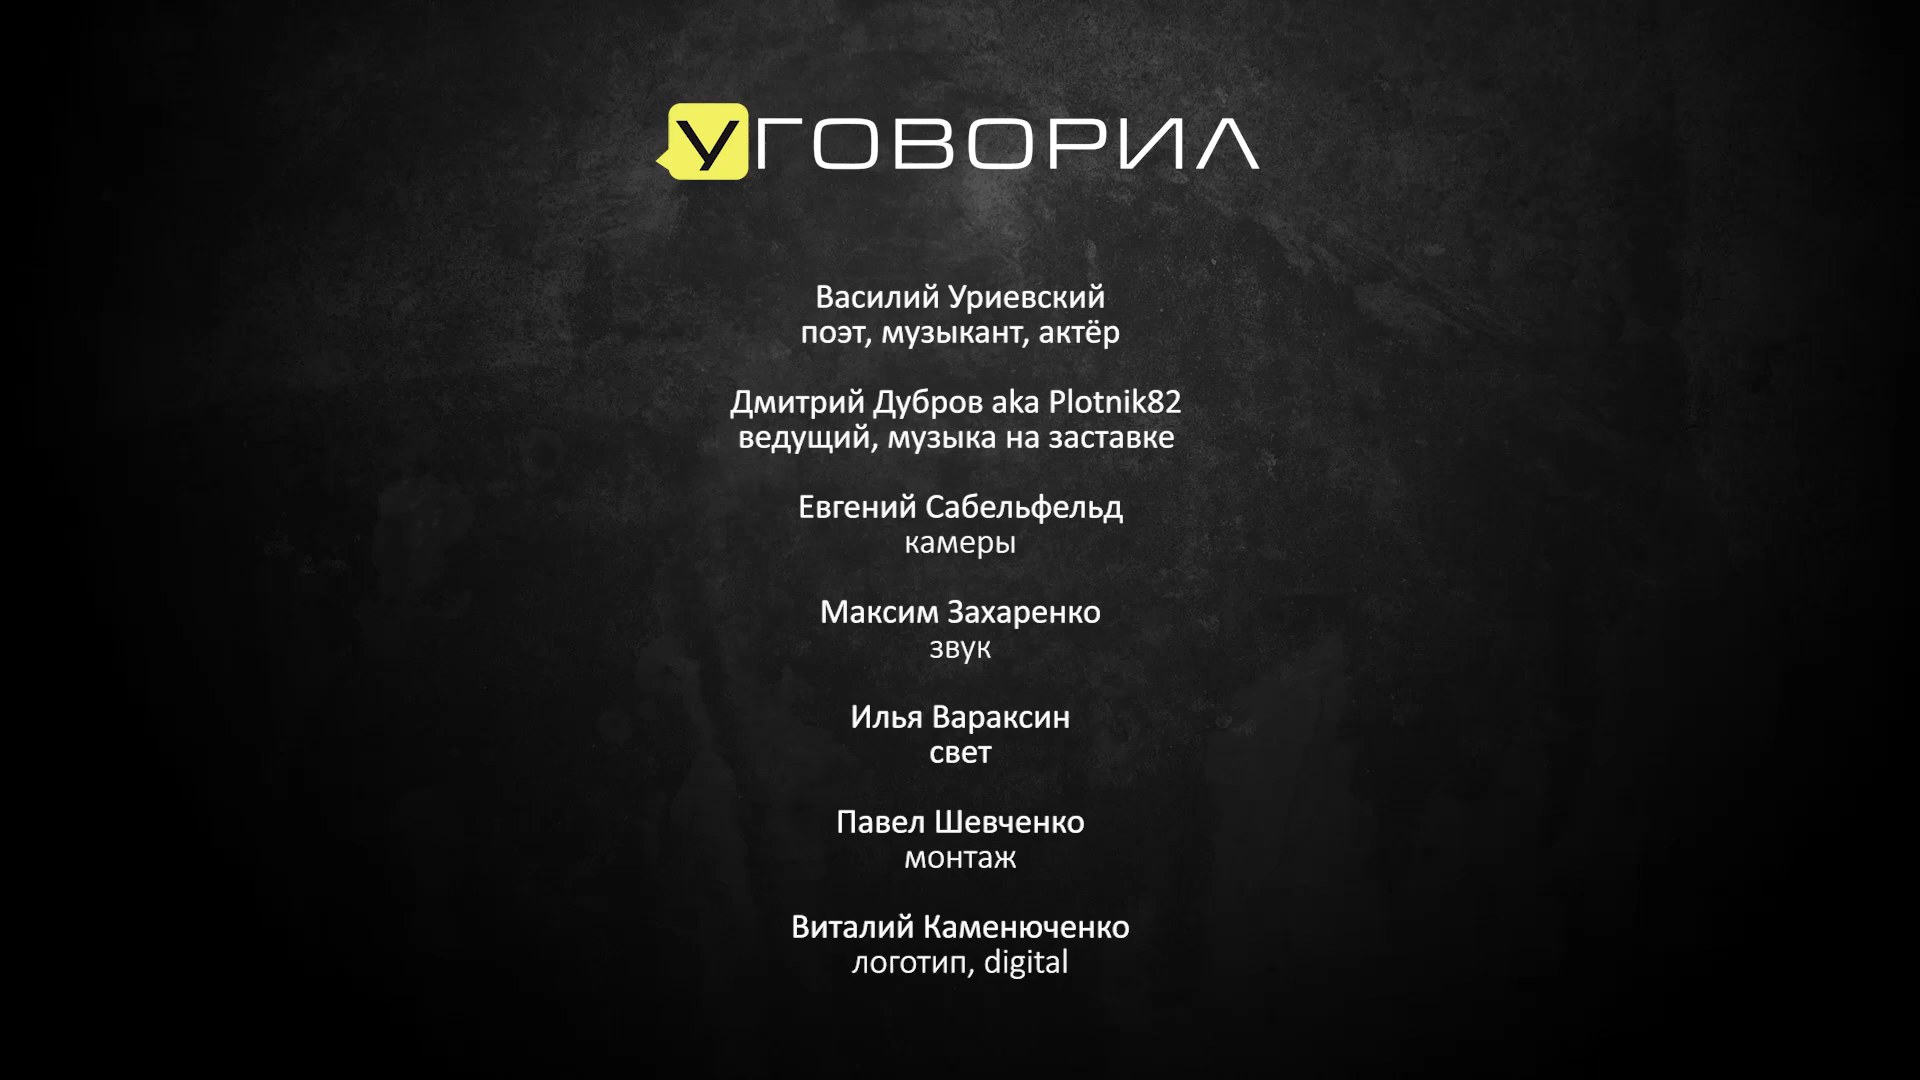 УГОВОРИЛ
Василий Уриевский
поэт, музыкант, актёр
Дмитрий Дубров aka Plotnik82
ведущий, музыка на заставке
Евгений Сабельфельд
камеры
Максим Захаренко
звук
Илья Вараксин
свет
Павел Шевченко
монтаж
Виталий Каменюченко
логотип, digital